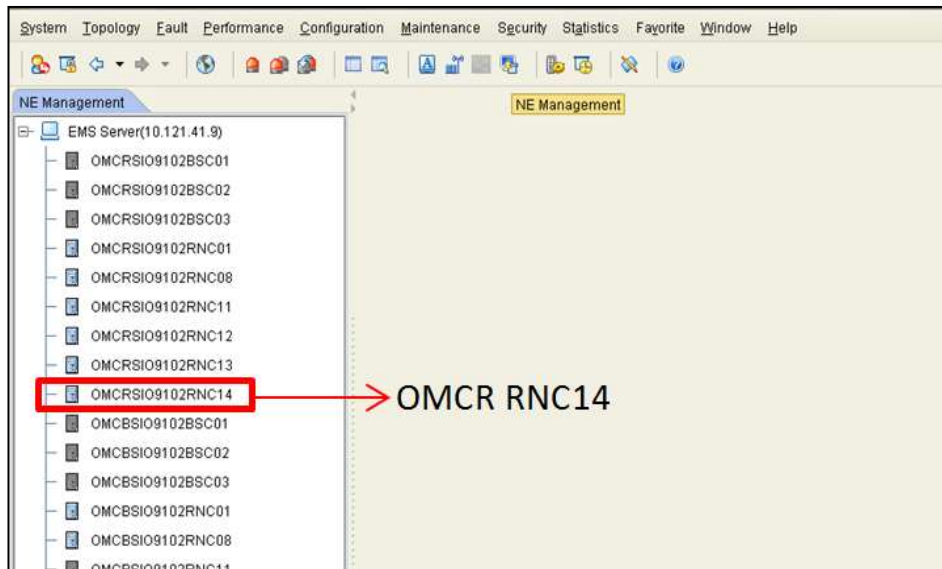 System Topology Fault Performance Configuration Maintenance Security Statistics Favorite Window Help
NE Management
NE Management
EMS Server(10.121.41.9)
OMCRSIO9102BSC01
OMCRSIO9102BSC02
OMCRSIO9102BSC03
OMCRSIO9102RNC01
OMCRSIO9102RNC08
OMCRSIO9102RNC11
OMCRSIO9102RNC12
OMCRSIO9102RNC13
OMCRSIO9102RNC14
OMCR RNC14
OMCBSIO9102BSC01
OMCBSIO9102BSC02
OMCBSIO9102BSC03
OMCBSIO9102RNC01
OMCBSIO9102RNC08